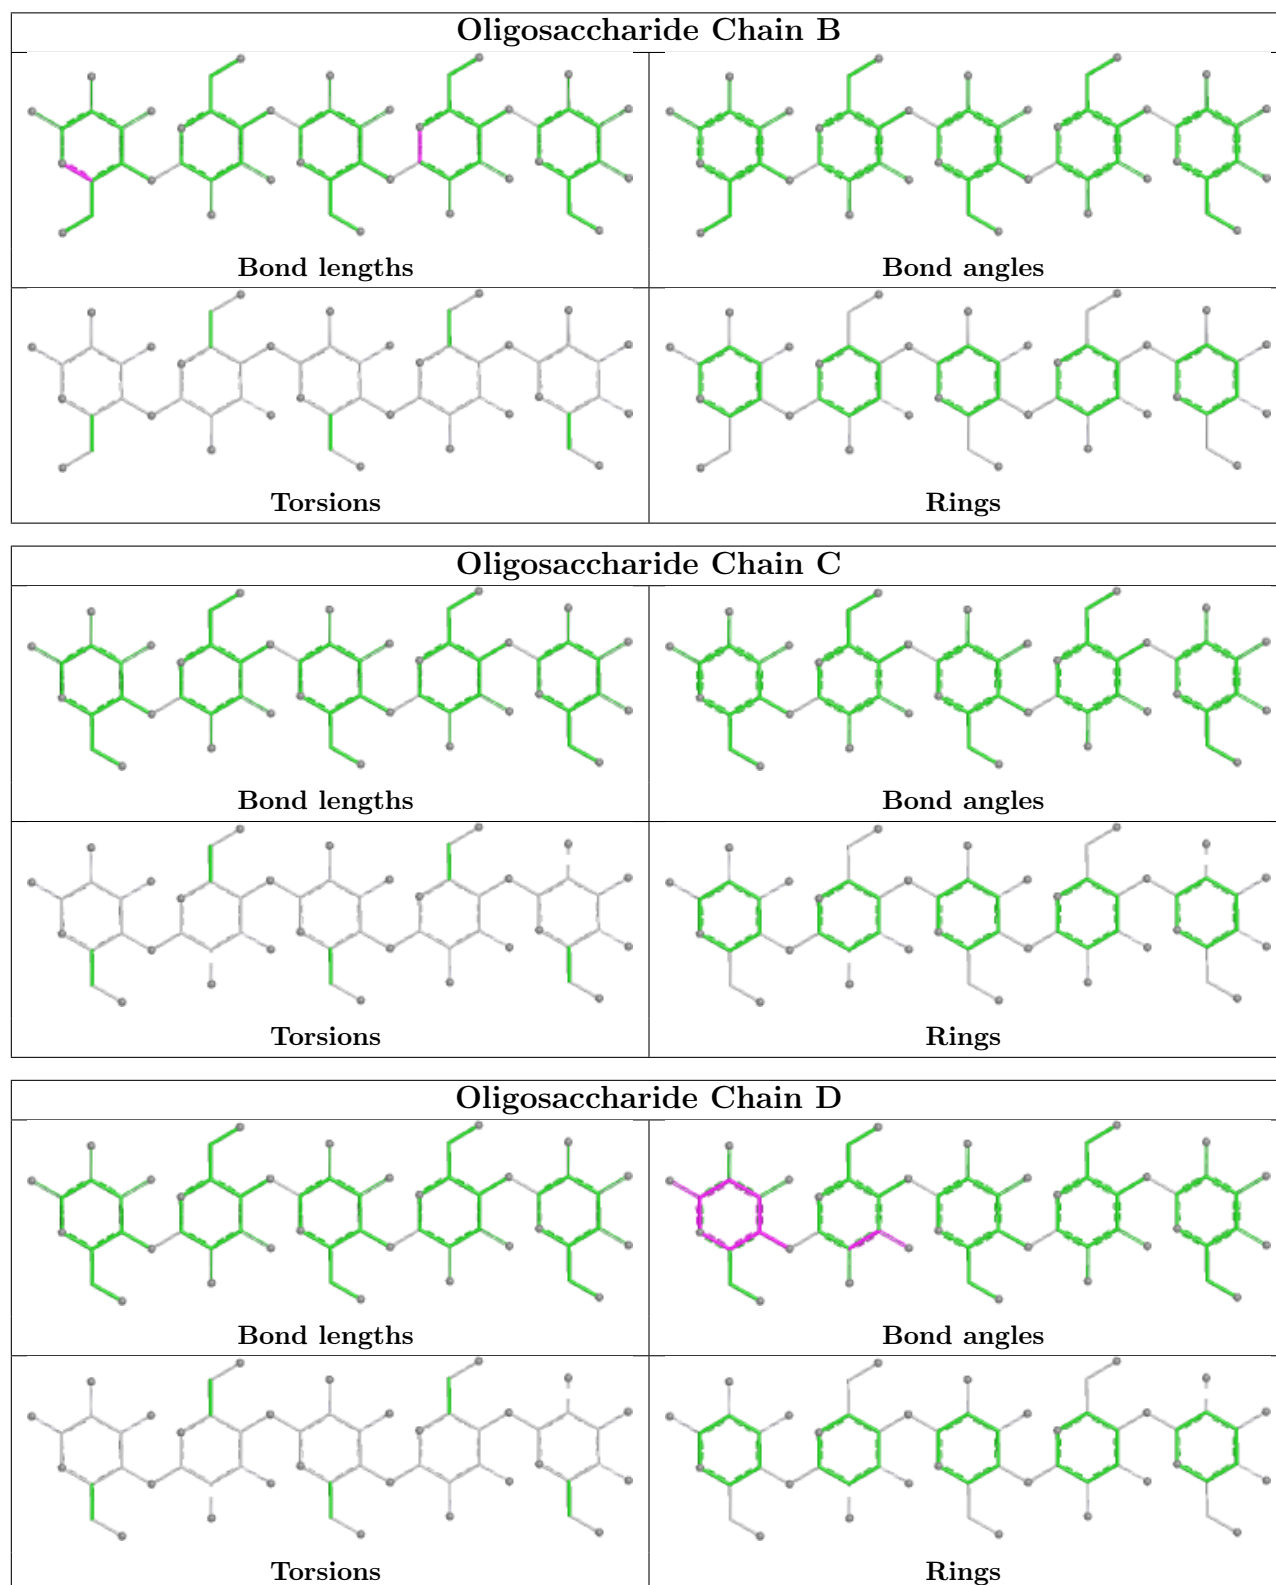 Oligosaccharide Chain B
Bond lengths
Bond angles
Torsions
Rings
Oligosaccharide Chain C
Bond lengths
Bond angles
Torsions
Rings
Oligosaccharide Chain D
Bond lengths
Bond angles
Torsions
Rings